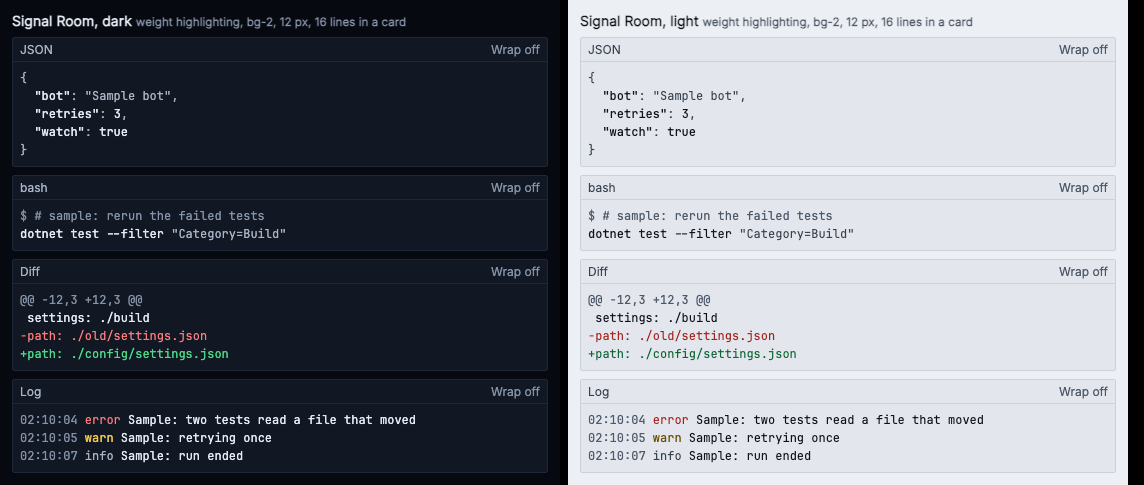 Signal Room, dark weight highlighting, bg-2, 12 px, 16 lines in a card
JSON Wrap off
{
  "bot": "Sample bot",
  "retries": 3,
  "watch": true
}
bash Wrap off
$ # sample: rerun the failed tests
dotnet test --filter "Category=Build"
Diff Wrap off
@@ -12,3 +12,3 @@
 settings: ./build
-path: ./old/settings.json
+path: ./config/settings.json
Log Wrap off
02:10:04 error Sample: two tests read a file that moved
02:10:05 warn Sample: retrying once
02:10:07 info Sample: run ended
Signal Room, light weight highlighting, bg-2, 12 px, 16 lines in a card
JSON Wrap off
{
  "bot": "Sample bot",
  "retries": 3,
  "watch": true
}
bash Wrap off
$ # sample: rerun the failed tests
dotnet test --filter "Category=Build"
Diff Wrap off
@@ -12,3 +12,3 @@
 settings: ./build
-path: ./old/settings.json
+path: ./config/settings.json
Log Wrap off
02:10:04 error Sample: two tests read a file that moved
02:10:05 warn Sample: retrying once
02:10:07 info Sample: run ended